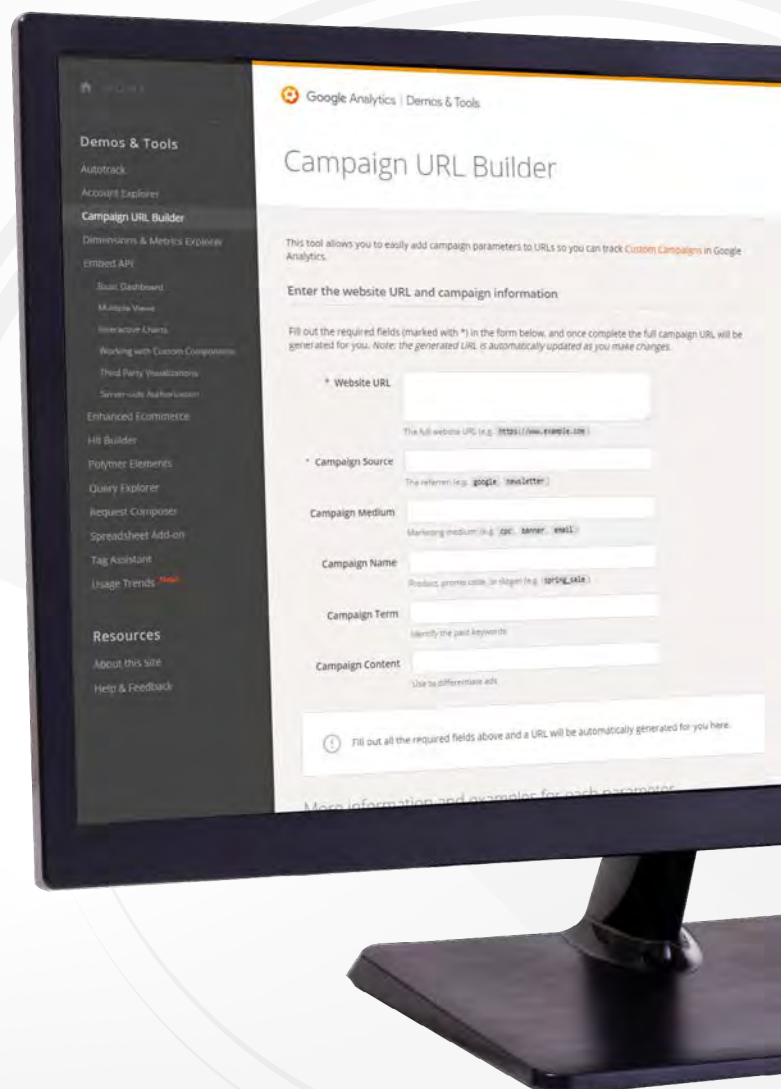 Demos & Tools
Autotrack
Account Explorer
Campaign URL Builder
Dimensions & Metrics Explorer
Embed API
Basic Dashboard
Multiple Views
Interactive Charts
Working with Custom Components
Third Party Visualizations
Server-side Authorization
Enhanced Ecommerce
Hit Builder
Polymer Elements
Query Explorer
Request Composer
Spreadsheet Add-on
Tag Assistant
Usage Trends New!
Resources
About this Site
Help & Feedback
Google Analytics | Demos & Tools
Campaign URL Builder
This tool allows you to easily add campaign parameters to URLs so you can track Custom Campaigns in Google
Analytics.
Enter the website URL and campaign information
Fill out the required fields (marked with *) in the form below, and once complete the full campaign URL will be
generated for you. Note: the generated URL is automatically updated as you make changes.
* Website URL
The full website URL (e.g. https://www.example.com)
* Campaign Source
The referrer: (e.g. google, newsletter)
Campaign Medium
Marketing medium: (e.g. cpc, banner, email)
Campaign Name
Product, promo code, or slogan (e.g. spring_sale)
Campaign Term
Identify the paid keywords
Campaign Content
Use to differentiate ads
Fill out all the required fields above and a URL will be automatically generated for you here.
More information and examples for each parameter